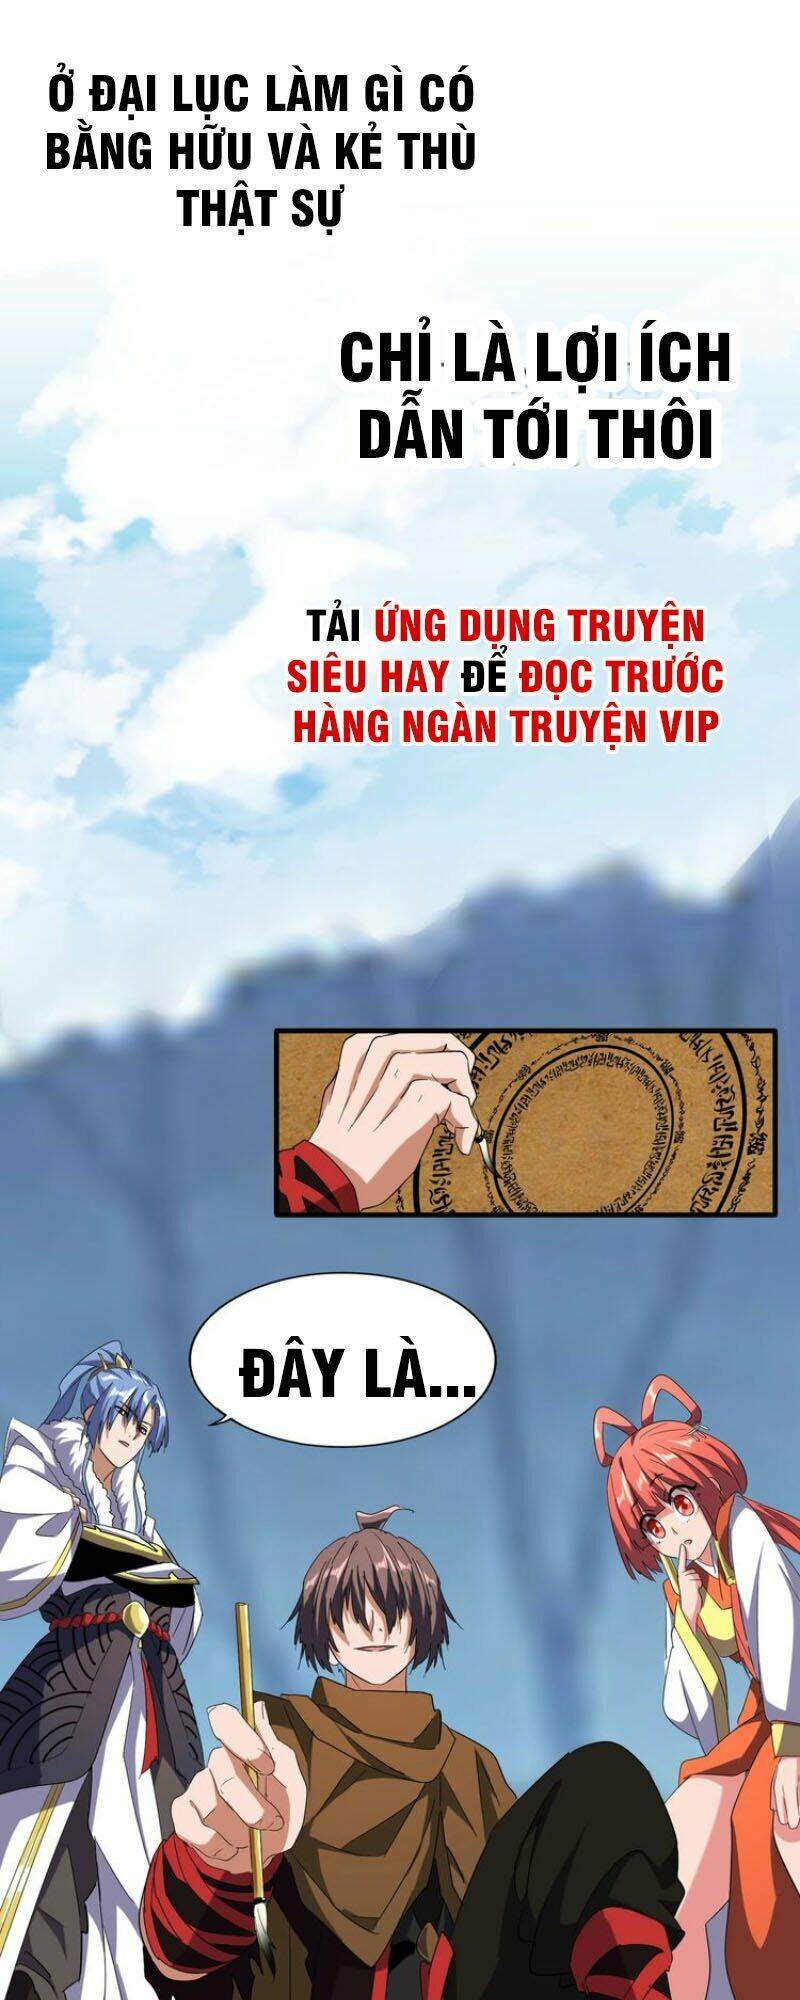 Ở ĐẠI LỤC LÀM GÌ CÓ
BẰNG HỮU VÀ KẺ THÙ
THẬT SỰ
CHỈ LÀ LỢI ÍCH
DẪN TỚI THÔI
TẢI ỨNG DỤNG TRUYỆN
SIÊU HAY ĐỂ ĐỌC TRƯỚC
HÀNG NGÀN TRUYỆN VIP
ĐÂY LÀ...